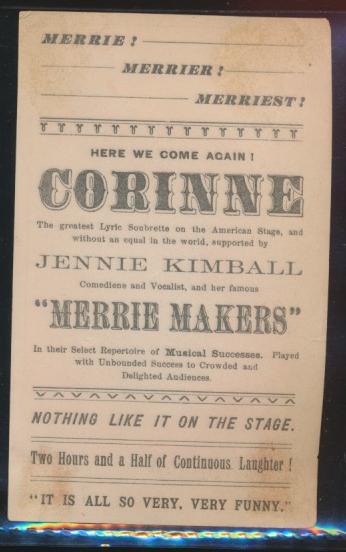 MERRIE!
MERRIER!
MERRIEST!
HERE WE COME AGAIN!
CORINNE
The greatest Lyric Soubrette on the American Stage, and
without an equal in the world, supported by
JENNIE KIMBALL
Comediene and Vocalist, and her famous
"MERRIE MAKERS"
In their Select Repertoire of Musical Successes. Played
with Unbounded Success to Crowded and
Delighted Audiences.
NOTHING LIKE IT ON THE STAGE.
Two Hours and a Half of Continuous Laughter!
"IT IS ALL SO VERY, VERY FUNNY."